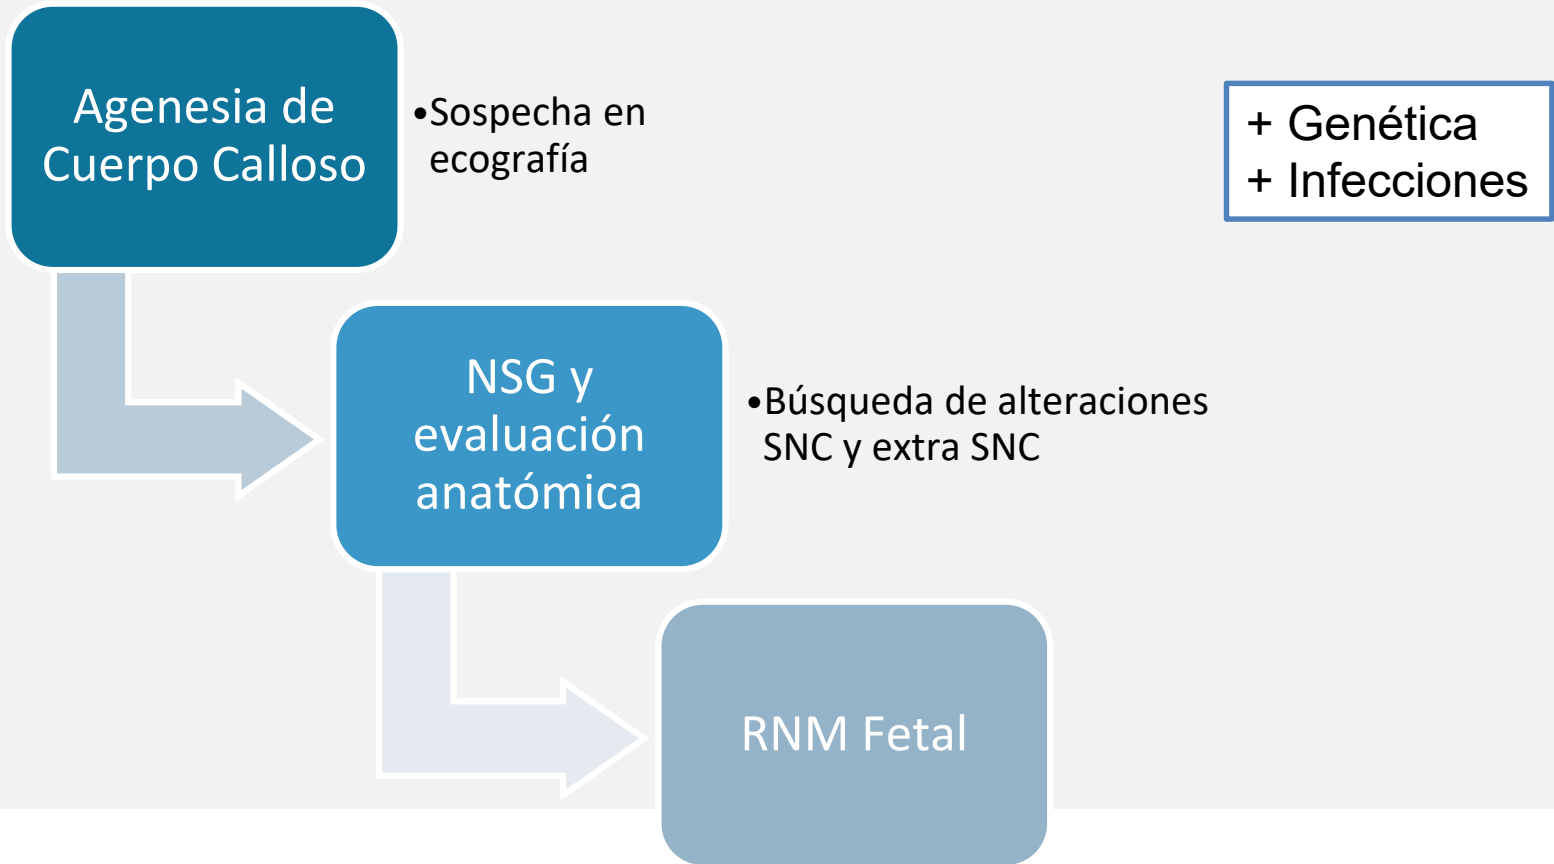 Agenesia de
Cuerpo Calloso
•Sospecha en
ecografía
+ Genética
+ Infecciones
NSG y
evaluación
anatómica
•Búsqueda de alteraciones
SNC y extra SNC
RNM Fetal